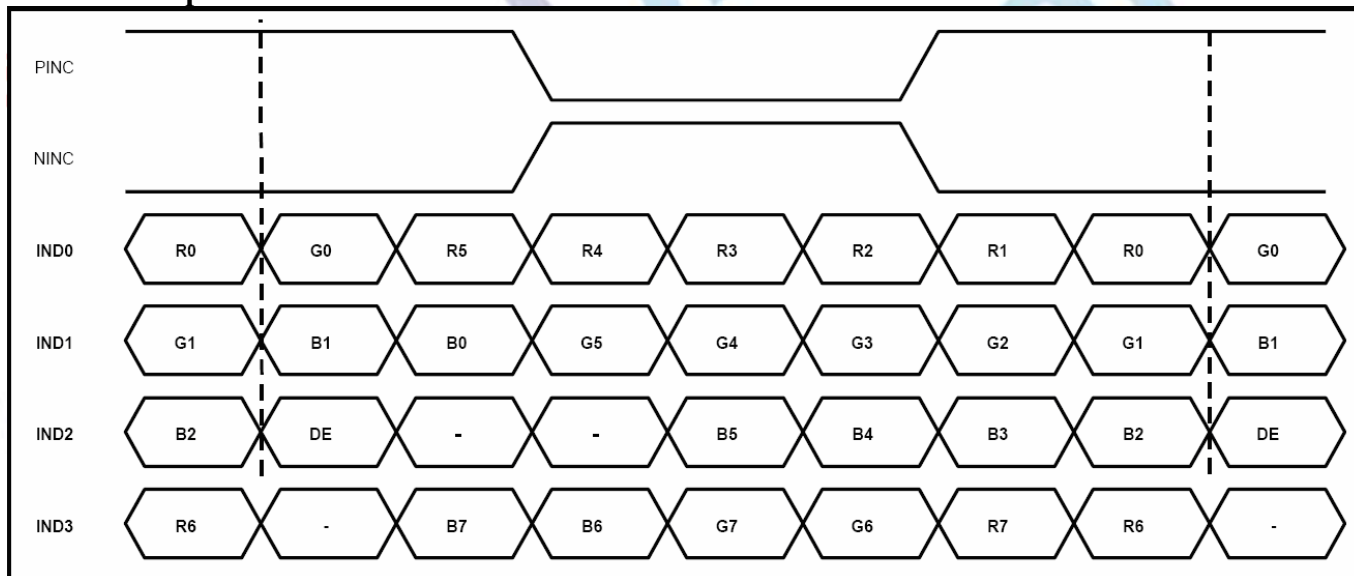 PINC
NINC
IND0 R0 G0 R5 R4 R3 R2 R1 R0 G0
IND1 G1 B1 B0 G5 G4 G3 G2 G1 B1
IND2 B2 DE - - B5 B4 B3 B2 DE
IND3 R6 - B7 B6 G7 G6 R7 R6 -